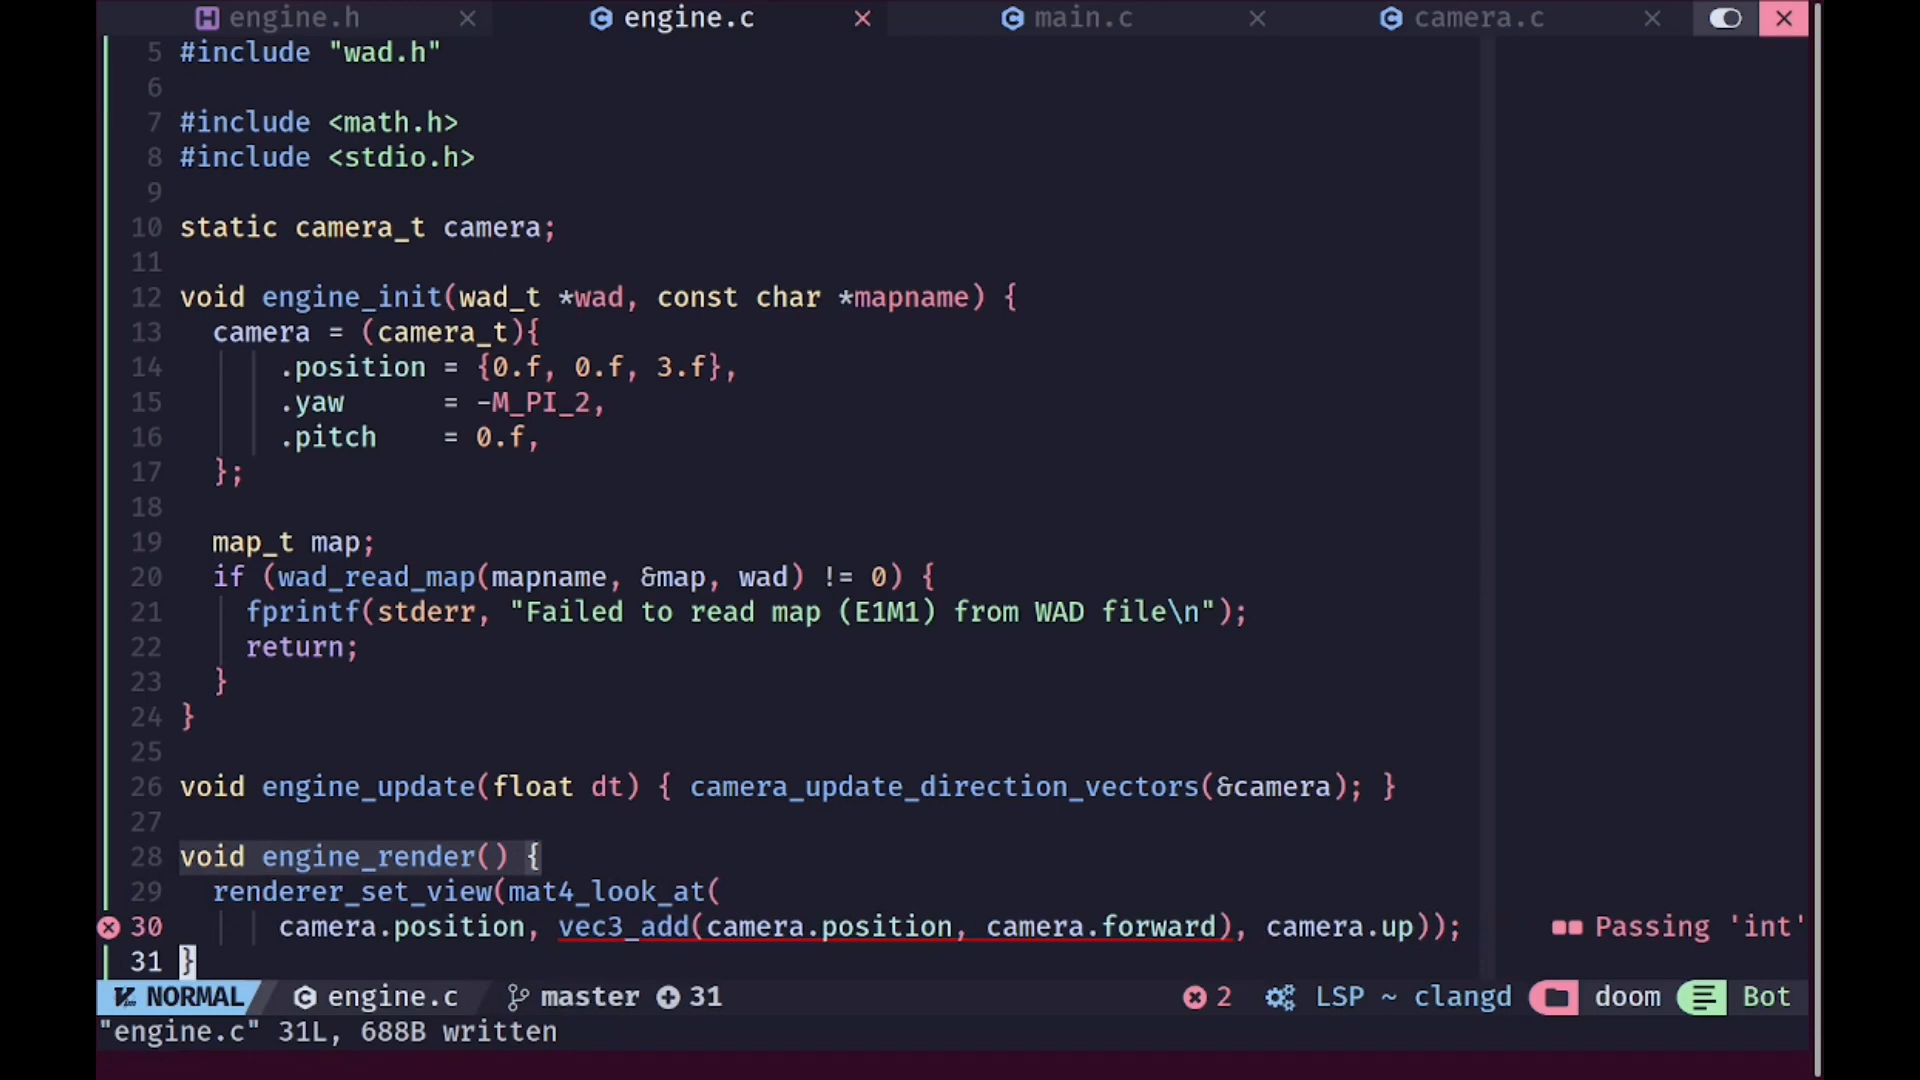 engine.h
engine.c
main.c
camera.c
5 #include "wad.h"
6
7 #include <math.h>
8 #include <stdio.h>
9
10 static camera_t camera;
11
12 void engine_init(wad_t *wad, const char *mapname) {
13   camera = (camera_t){
14       .position = {0.f, 0.f, 3.f},
15       .yaw      = -M_PI_2,
16       .pitch    = 0.f,
17   };
18
19   map_t map;
20   if (wad_read_map(mapname, &map, wad) != 0) {
21     fprintf(stderr, "Failed to read map (E1M1) from WAD file\n");
22     return;
23   }
24 }
25
26 void engine_update(float dt) { camera_update_direction_vectors(&camera); }
27
28 void engine_render() {
29   renderer_set_view(mat4_look_at(
30       camera.position, vec3_add(camera.position, camera.forward), camera.up)); Passing 'int'
31 }
NORMAL engine.c master 31 2 LSP ~ clangd doom Bot
"engine.c" 31L, 688B written